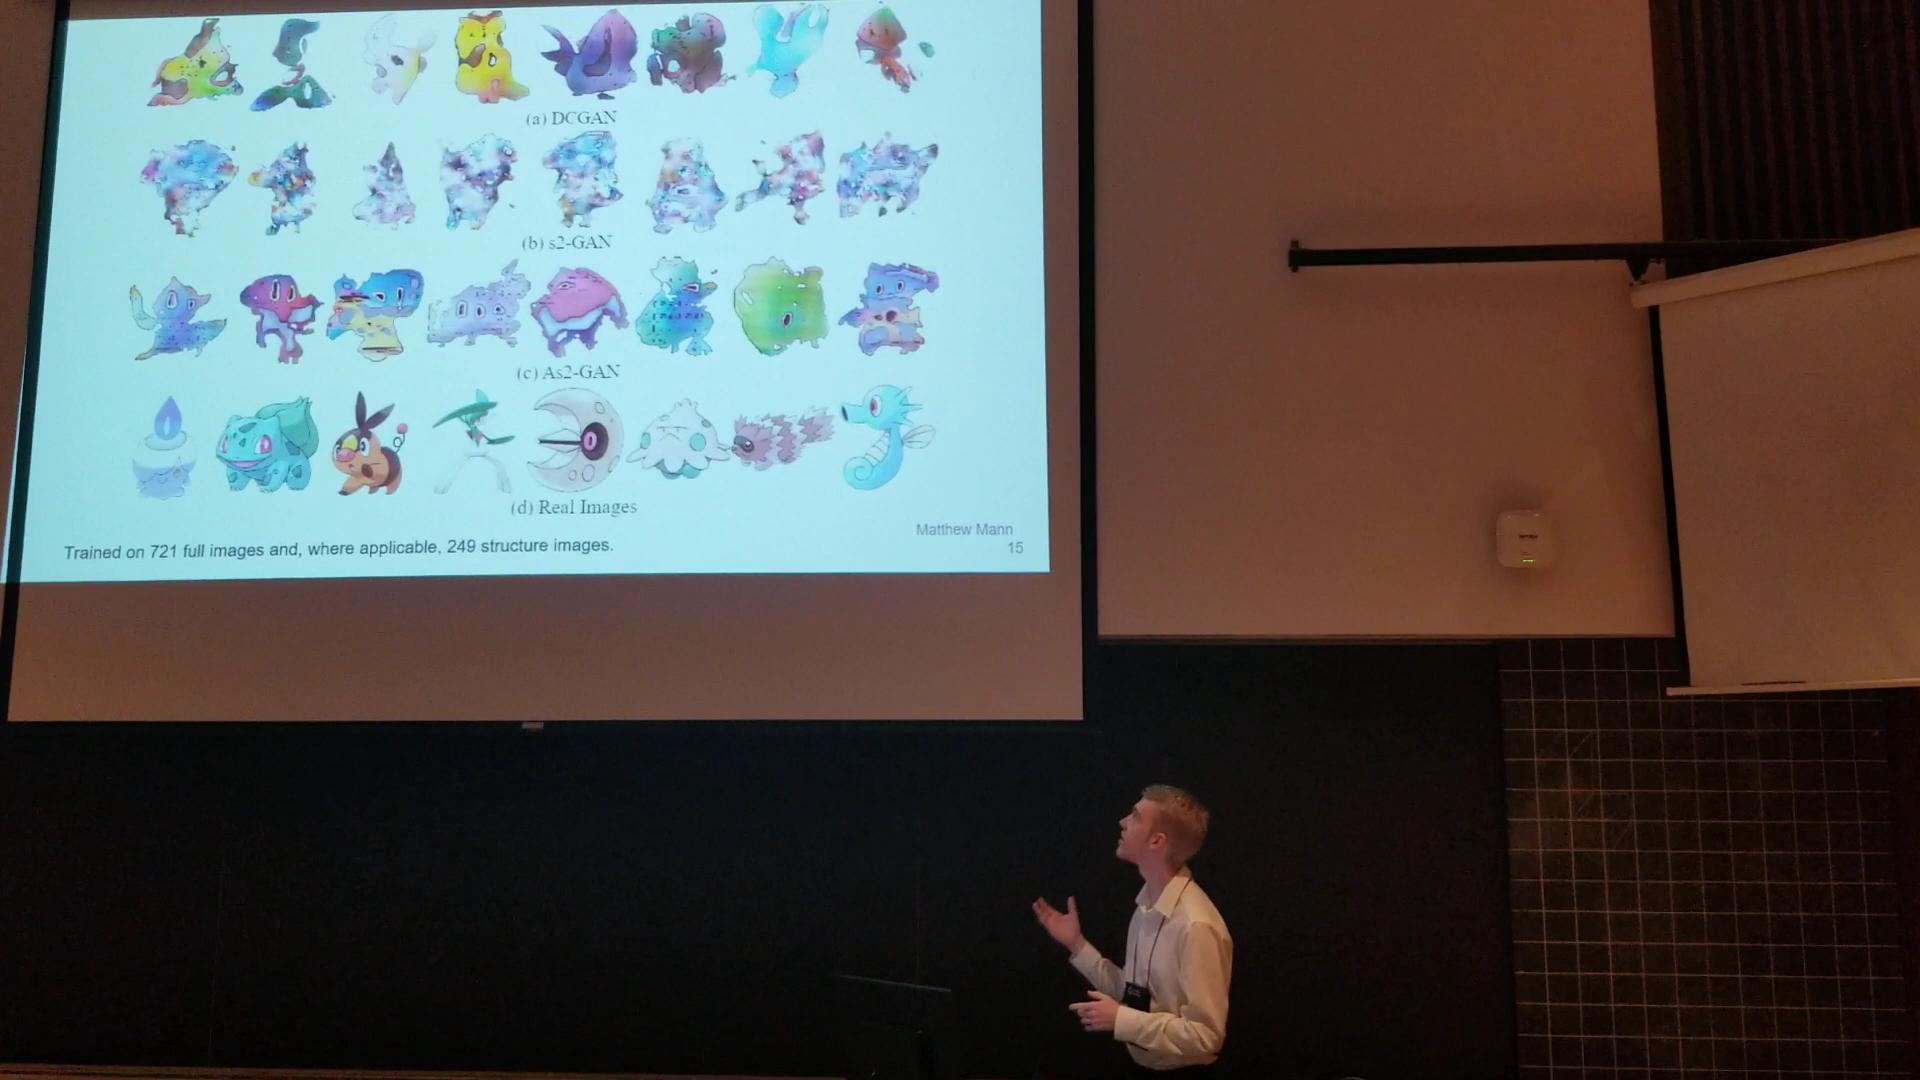 (a) DCGAN
(b) s2-GAN
(c) As2-GAN
(d) Real Images
Matthew Mann
Trained on 721 full images and, where applicable, 249 structure images.
15